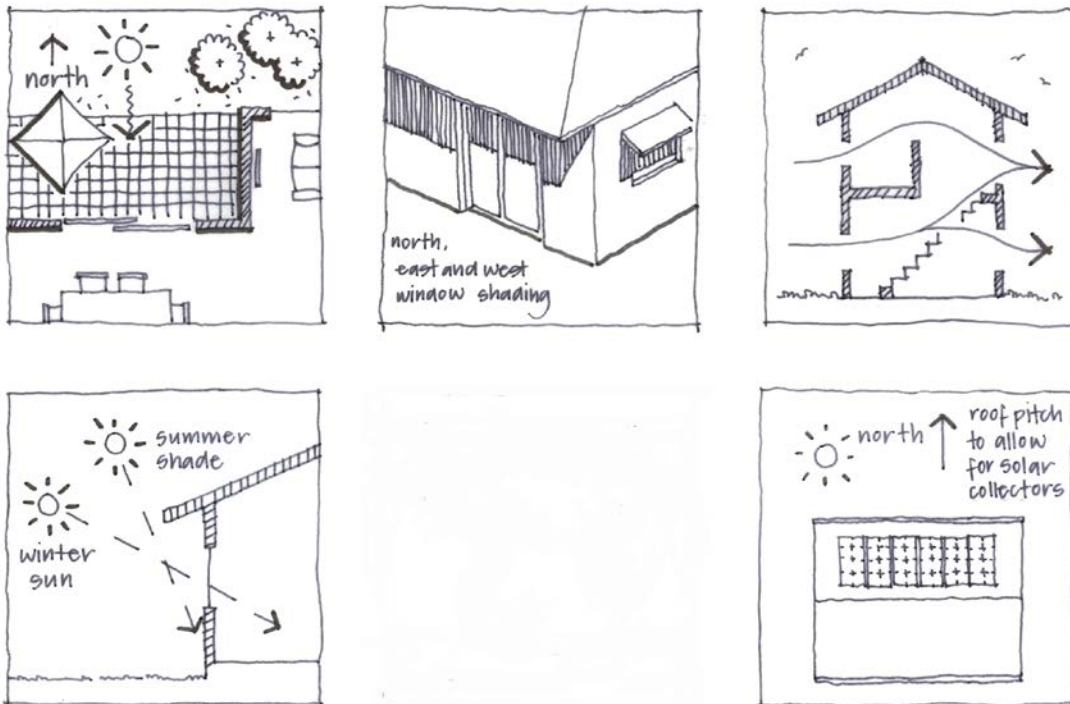 north
north,
east and west
window shading
summer
shade
winter
sun
north
roof pitch
to allow
for solar
collectors